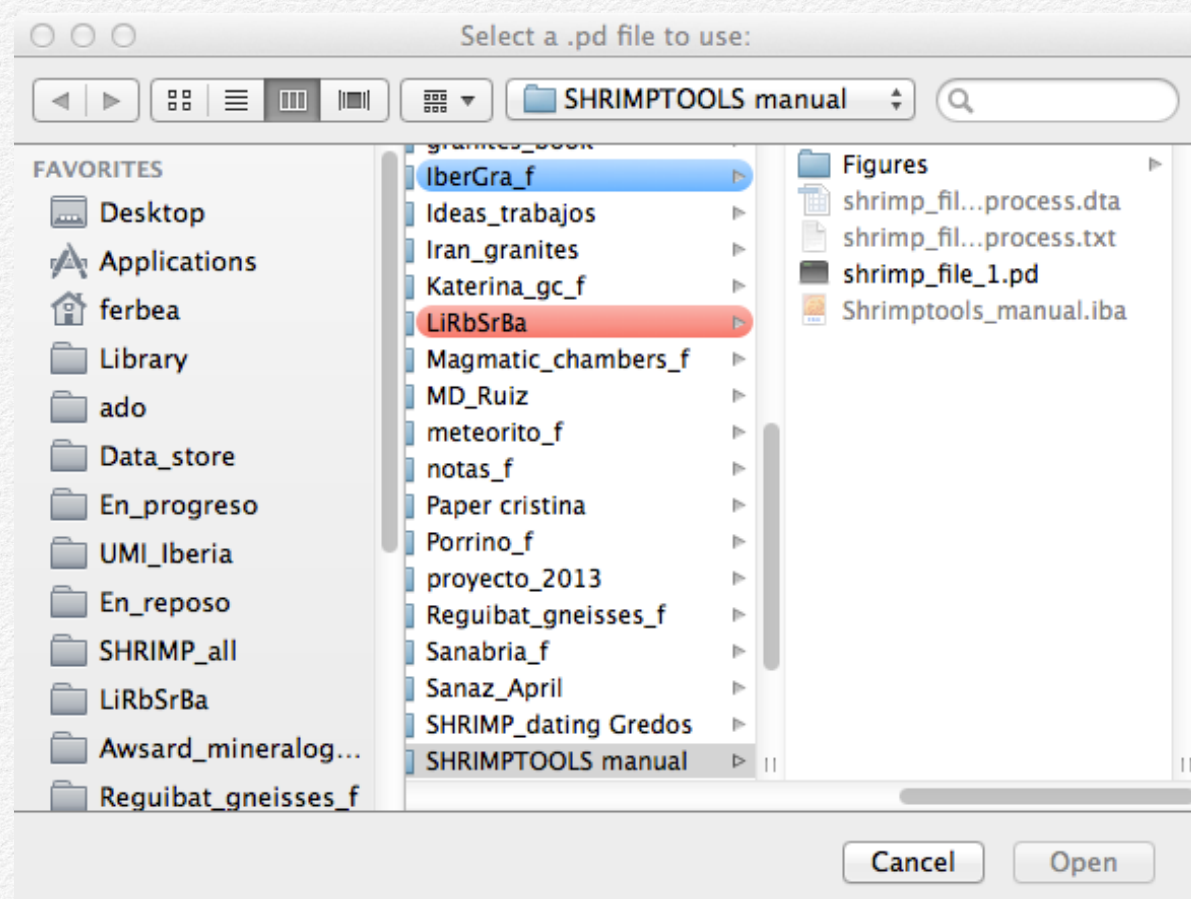 Select a .pd file to use:
SHRIMPTOOLS manual
FAVORITES
Desktop
Applications
ferbea
Library
ado
Data_store
En_progreso
UMI_Iberia
En_reposo
SHRIMP_all
LiRbSrBa
Awsard_mineralog...
Reguibat_gneisses_f
granites_book
IberGra_f
Ideas_trabajos
Iran_granites
Katerina_gc_f
LiRbSrBa
Magmatic_chambers_f
MD_Ruiz
meteorito_f
notas_f
Paper cristina
Porrino_f
proyecto_2013
Reguibat_gneisses_f
Sanabria_f
Sanaz_April
SHRIMP_dating Gredos
SHRIMPTOOLS manual
Figures
shrimp_fil...process.dta
shrimp_fil...process.txt
shrimp_file_1.pd
Shrimptools_manual.iba
Cancel
Open